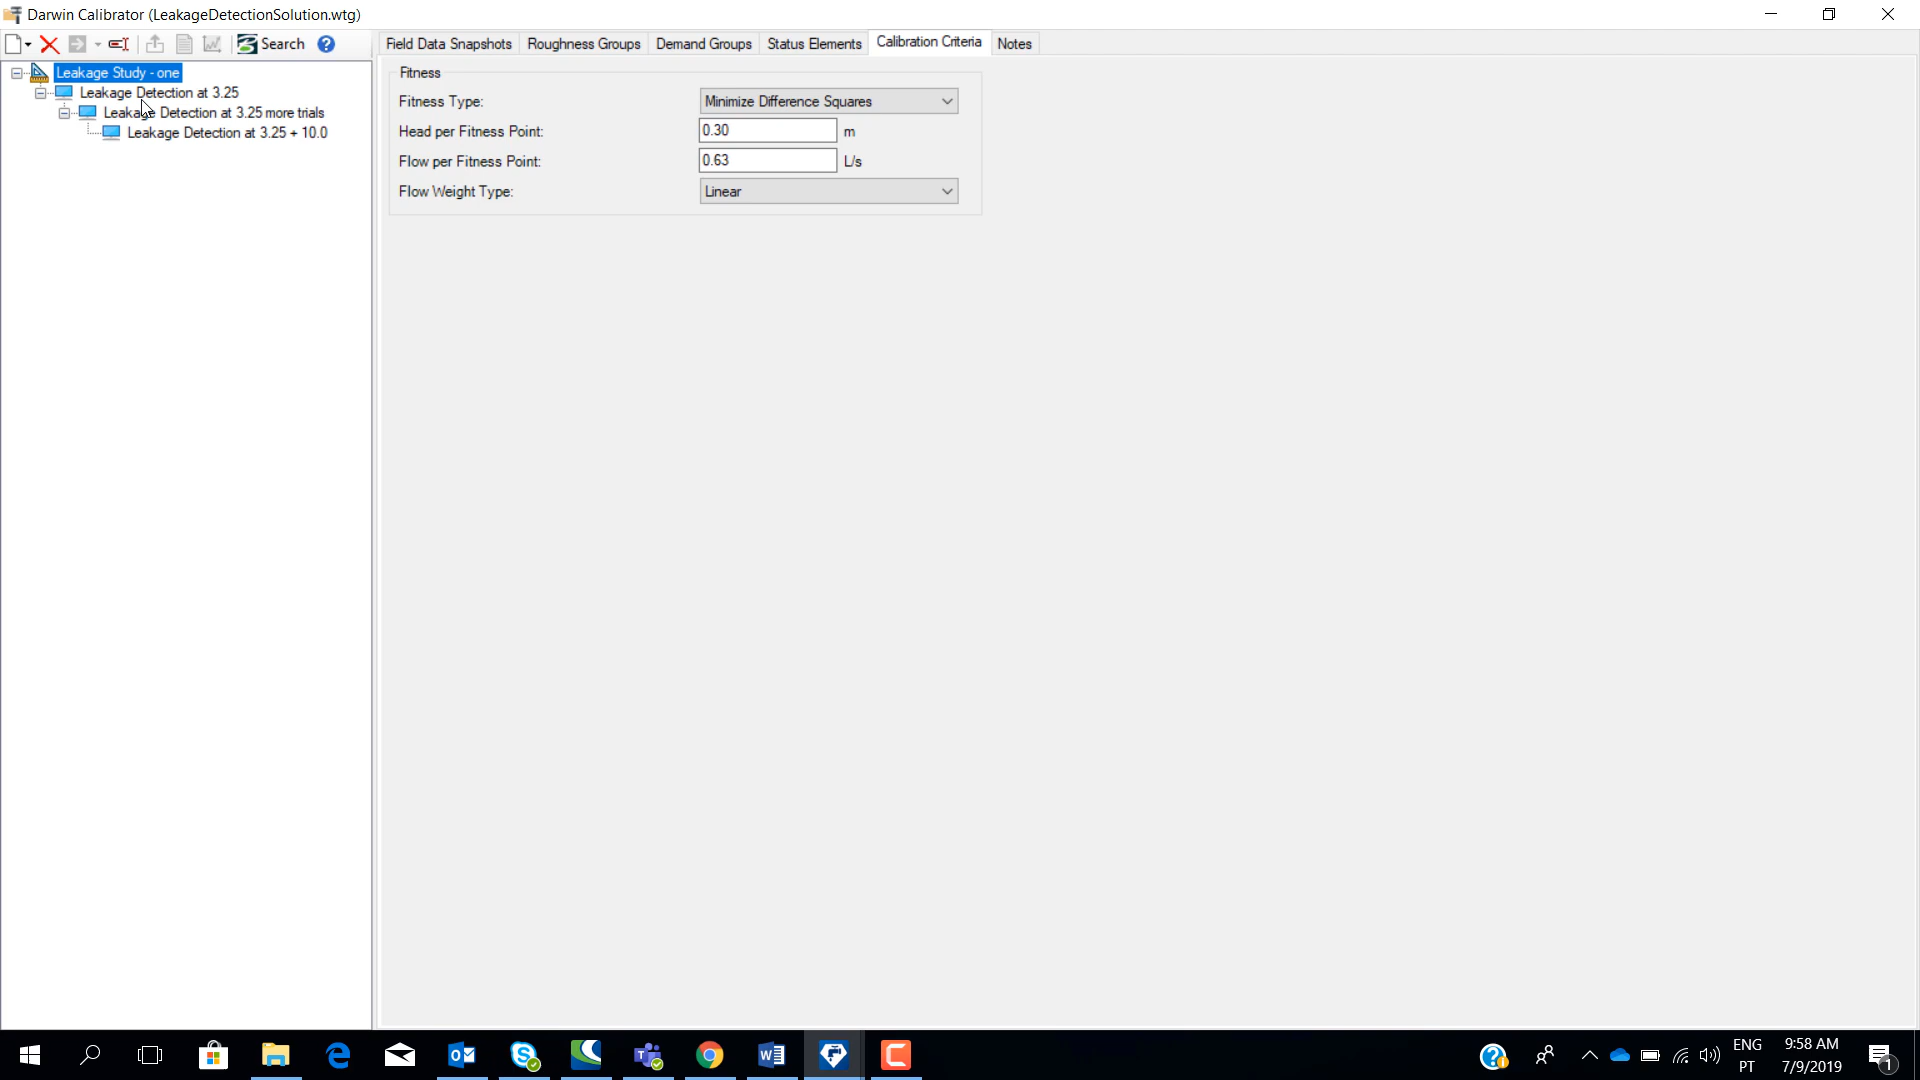 Darwin Calibrator (LeakageDetectionSolution.wtg)
Search
Field Data Snapshots
Roughness Groups
Demand Groups
Status Elements
Calibration Criteria
Notes
Leakage Study - one
Leakage Detection at 3.25
Leakage Detection at 3.25 more trials
Leakage Detection at 3.25 + 10.0
Fitness
Fitness Type:
Minimize Difference Squares
Head per Fitness Point:
0.30
m
Flow per Fitness Point:
0.63
L/s
Flow Weight Type:
Linear
ENG
PT
9:58 AM
7/9/2019
1